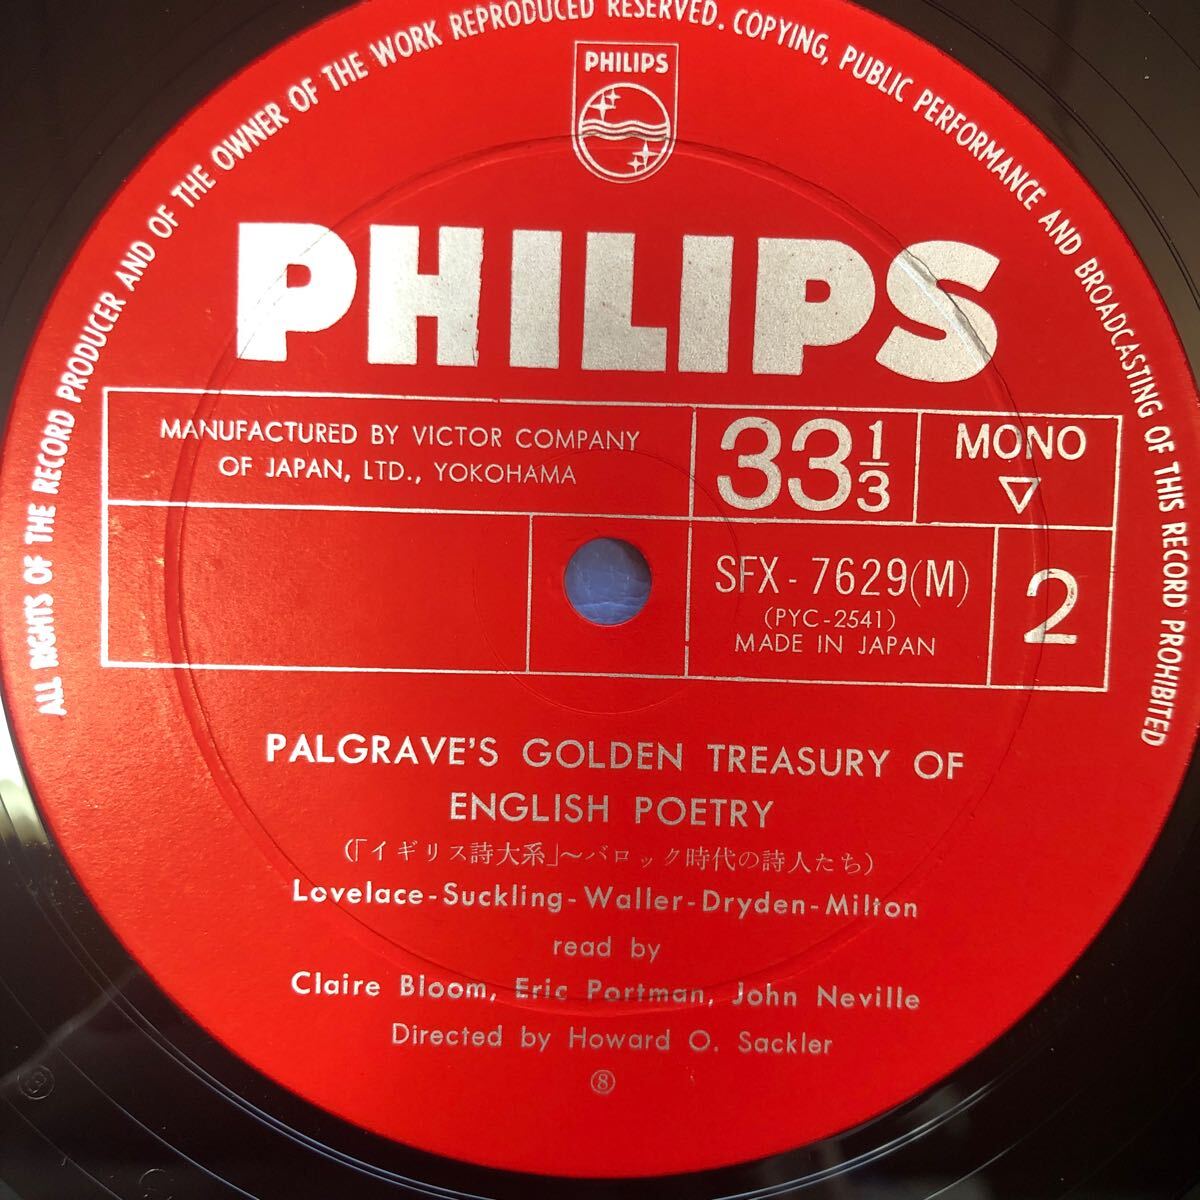 ALL RIGHTS OF THE RECORD PRODUCER AND OF THE OWNER OF THE WORK REPRODUCED RESERVED. COPYING, PUBLIC PERFORMANCE AND BROADCASTING OF THIS RECORD PROHIBITED
PHILIPS
PHILIPS
MANUFACTURED BY VICTOR COMPANY
OF JAPAN, LTD., YOKOHAMA
33 1/3
MONO
▽
SFX-7629(M)
(PYC-2541)
MADE IN JAPAN
2
PALGRAVE'S GOLDEN TREASURY OF
ENGLISH POETRY
(「イギリス詩大系」〜バロック時代の詩人たち)
Lovelace-Suckling-Waller-Dryden-Milton
read by
Claire Bloom, Eric Portman, John Neville
Directed by Howard O. Sackler
⑧